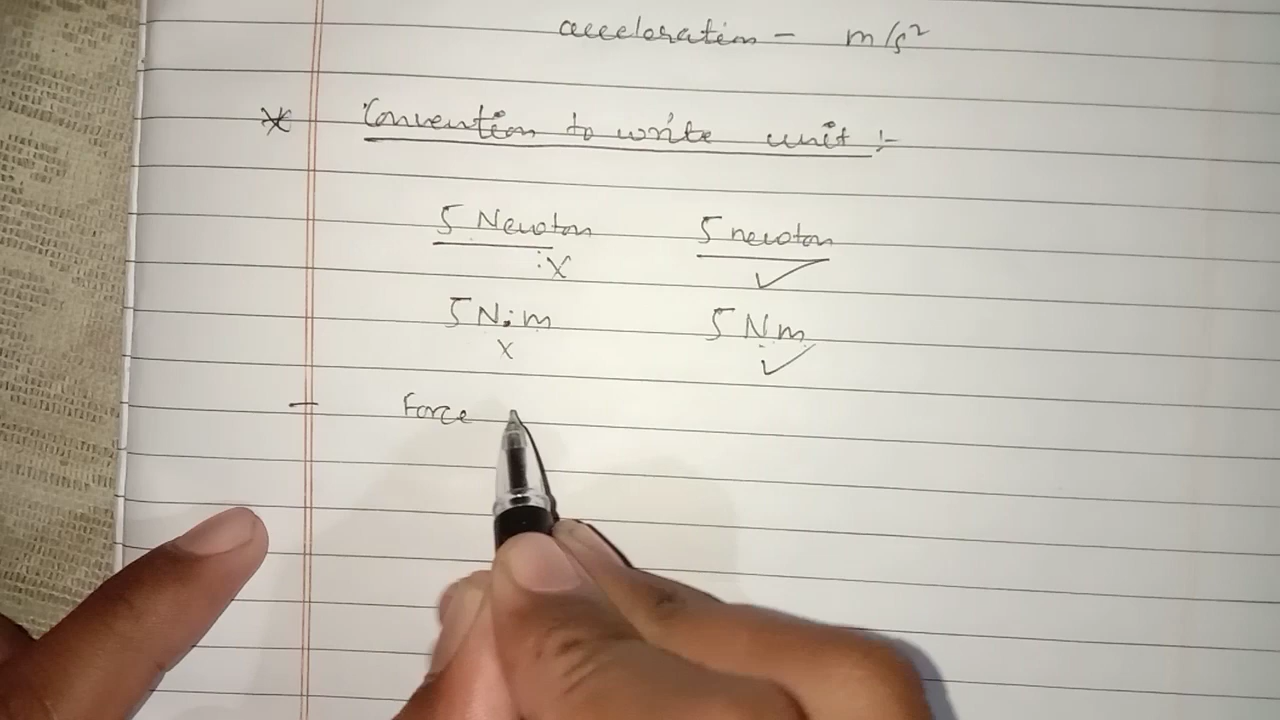 acceleration - m/s²
* Convention to write unit :-
5 Newton 5 newton
X ✓
5 N.m 5 Nm
X ✓
- Force